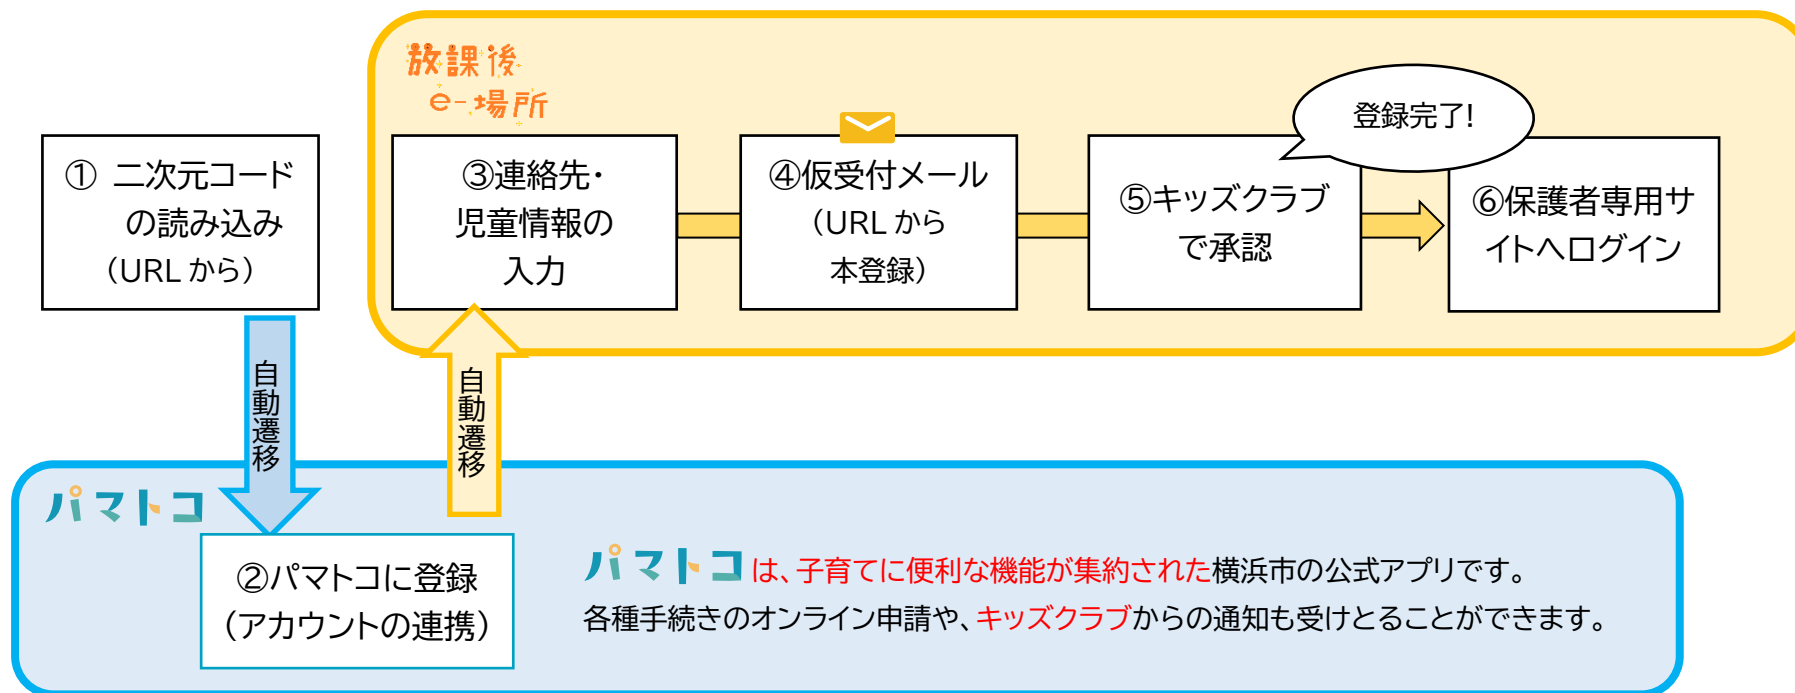 放課後
e-場所
① 二次元コード
の読み込み
（URLから）
③連絡先・
児童情報の
入力
④仮受付メール
（URLから
本登録）
⑤キッズクラブ
で承認
登録完了!
⑥保護者専用サ
イトへログイン
自動遷移
自動遷移
パマトコ
②パマトコに登録
（アカウントの連携）
パマトコは、子育てに便利な機能が集約された横浜市の公式アプリです。
各種手続きのオンライン申請や、キッズクラブからの通知も受けとることができます。